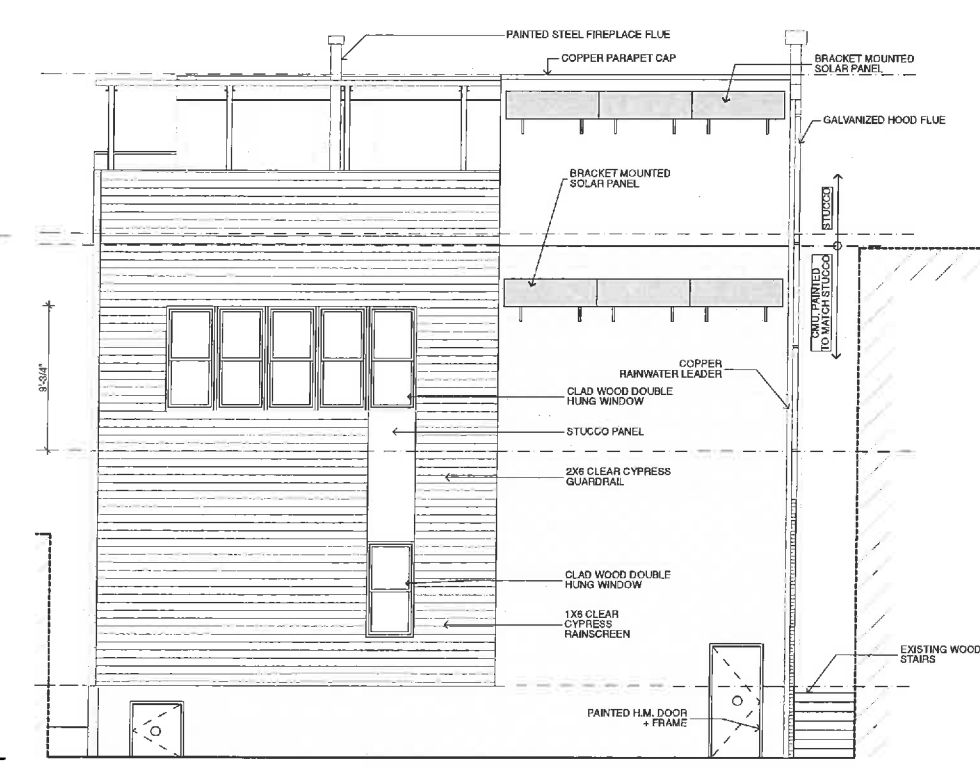 PAINTED STEEL FIREPLACE FLUE
COPPER PARAPET CAP
BRACKET MOUNTED
SOLAR PANEL
GALVANIZED HOOD FLUE
BRACKET MOUNTED
SOLAR PANEL
STUCCO
CMU, PAINTED
TO MATCH STUCCO
9'-3/4"
COPPER
RAINWATER LEADER
CLAD WOOD DOUBLE
HUNG WINDOW
STUCCO PANEL
2X6 CLEAR CYPRESS
GUARDRAIL
CLAD WOOD DOUBLE
HUNG WINDOW
1X6 CLEAR
CYPRESS
RAINSCREEN
EXISTING WOOD
STAIRS
PAINTED H.M. DOOR
+ FRAME